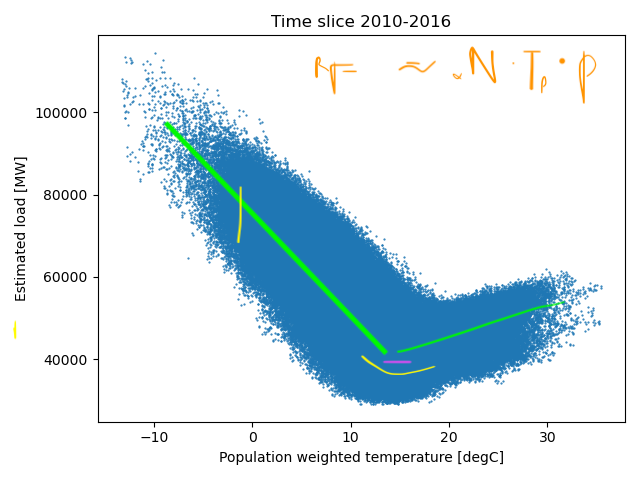 Time slice 2010-2016
~ N · T p · p
Estimated load [MW]
100000
80000
60000
40000
−10 0 10 20 30
Population weighted temperature [degC]